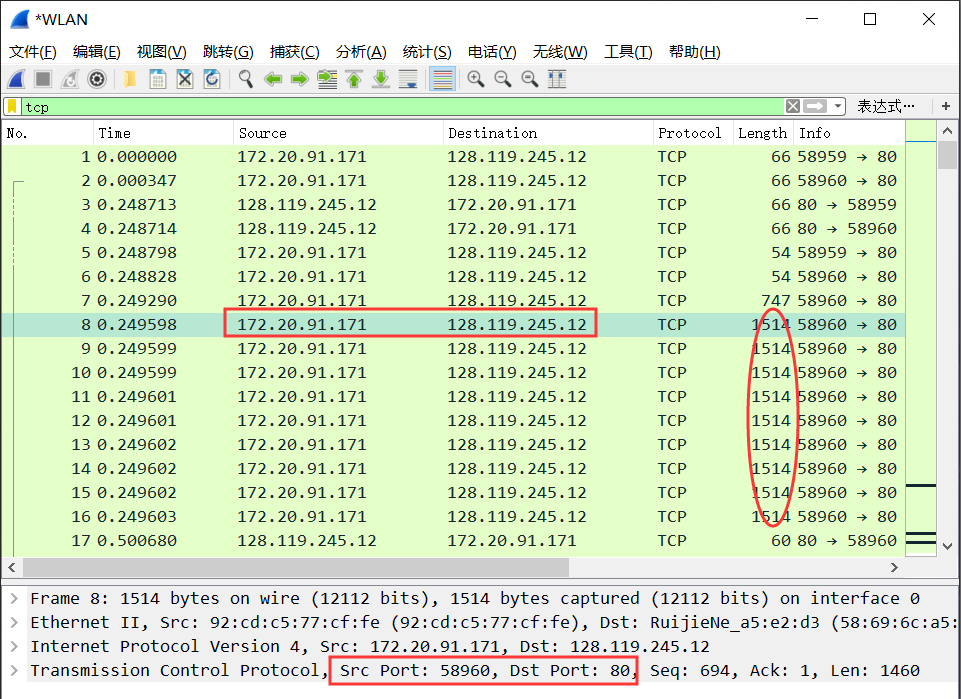 *WLAN
文件(F) 编辑(E) 视图(V) 跳转(G) 捕获(C) 分析(A) 统计(S) 电话(Y) 无线(W) 工具(T) 帮助(H)
tcp 表达式… +
No. Time Source Destination Protocol Length Info
1 0.000000 172.20.91.171 128.119.245.12 TCP 66 58959 → 80
2 0.000347 172.20.91.171 128.119.245.12 TCP 66 58960 → 80
3 0.248713 128.119.245.12 172.20.91.171 TCP 66 80 → 58959
4 0.248714 128.119.245.12 172.20.91.171 TCP 66 80 → 58960
5 0.248798 172.20.91.171 128.119.245.12 TCP 54 58959 → 80
6 0.248828 172.20.91.171 128.119.245.12 TCP 54 58960 → 80
7 0.249290 172.20.91.171 128.119.245.12 TCP 747 58960 → 80
8 0.249598 172.20.91.171 128.119.245.12 TCP 1514 58960 → 80
9 0.249599 172.20.91.171 128.119.245.12 TCP 1514 58960 → 80
10 0.249599 172.20.91.171 128.119.245.12 TCP 1514 58960 → 80
11 0.249601 172.20.91.171 128.119.245.12 TCP 1514 58960 → 80
12 0.249601 172.20.91.171 128.119.245.12 TCP 1514 58960 → 80
13 0.249602 172.20.91.171 128.119.245.12 TCP 1514 58960 → 80
14 0.249602 172.20.91.171 128.119.245.12 TCP 1514 58960 → 80
15 0.249602 172.20.91.171 128.119.245.12 TCP 1514 58960 → 80
16 0.249603 172.20.91.171 128.119.245.12 TCP 1514 58960 → 80
17 0.500680 128.119.245.12 172.20.91.171 TCP 60 80 → 58960
Frame 8: 1514 bytes on wire (12112 bits), 1514 bytes captured (12112 bits) on interface 0
Ethernet II, Src: 92:cd:c5:77:cf:fe (92:cd:c5:77:cf:fe), Dst: RuijieNe_a5:e2:d3 (58:69:6c:a5:
Internet Protocol Version 4, Src: 172.20.91.171, Dst: 128.119.245.12
Transmission Control Protocol, Src Port: 58960, Dst Port: 80, Seq: 694, Ack: 1, Len: 1460